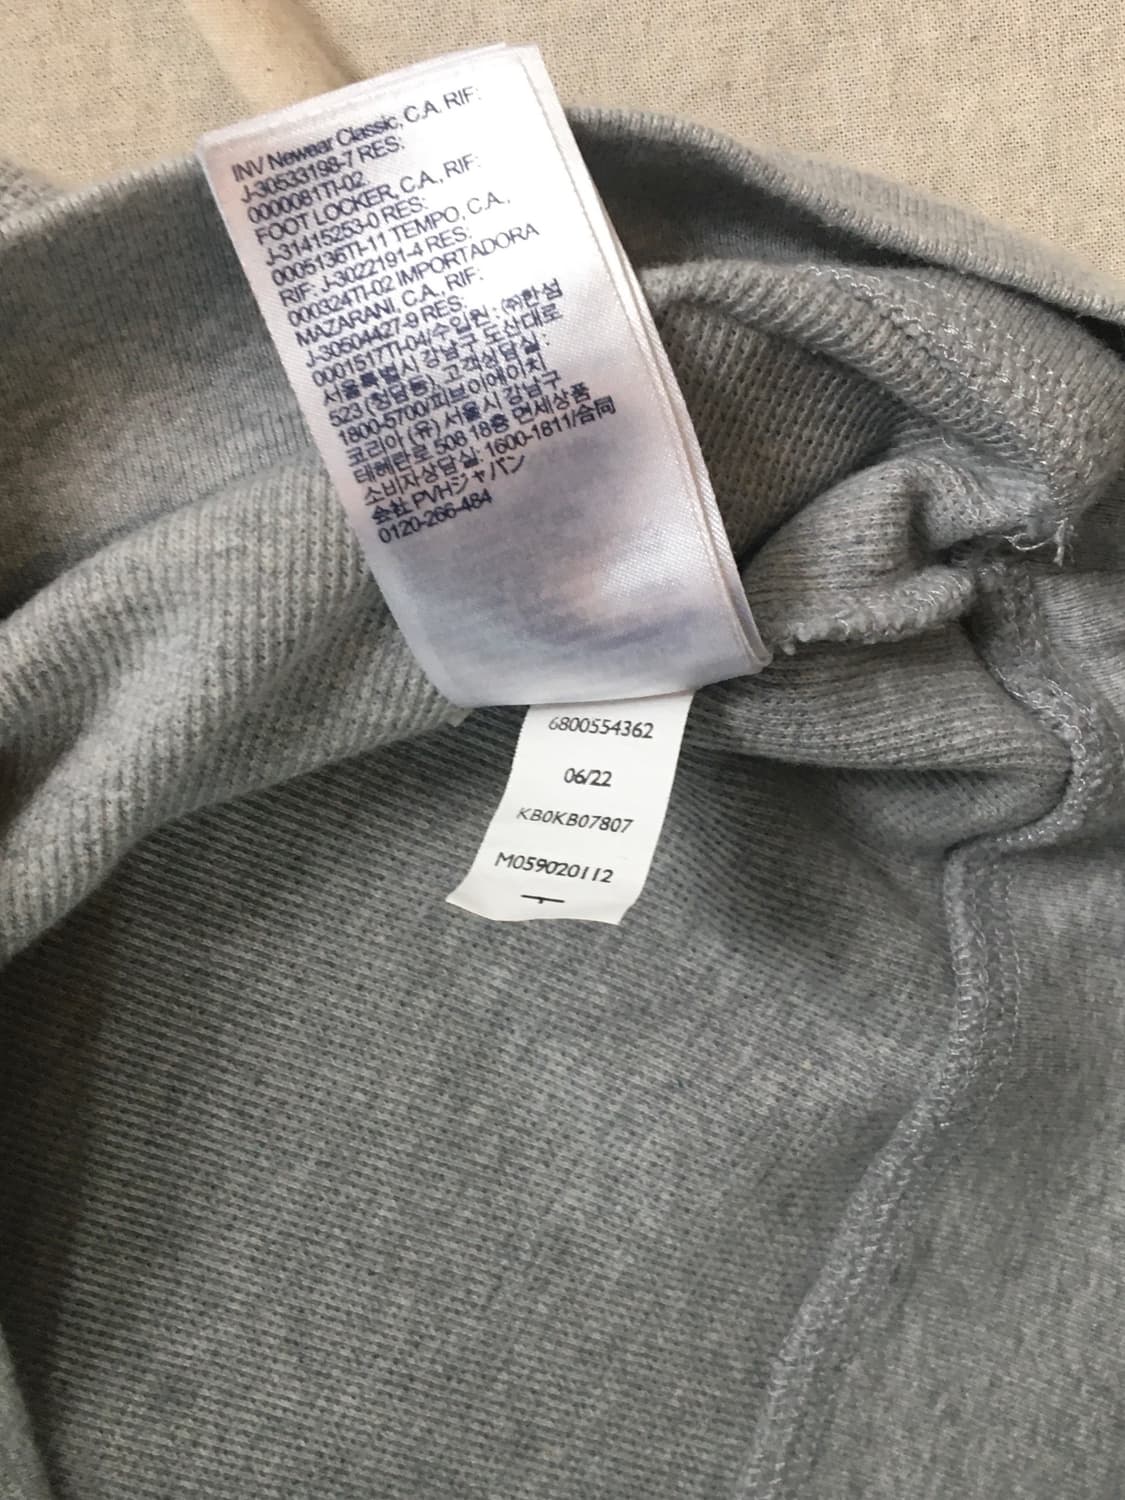 INV Newear Classic, C.A. RIF:
J-30533198-7 RES:
000008171-02
FOOT LOCKER, C.A., RIF:
J-31415253-0 RES:
0005136TI-11 TEMPO, C.A.,
RIF: J-3022191-4 RES:
0003247I-02 IMPORTADORA
MAZARANI, C.A., RIF:
J-30504427-9 RES:
0001517TI-04/수입원 : ㈜한 섬
서울특별시 강남구 도산대로
523 (청담동), 고객상담실 :
1800-5700/피브이에이치
코리아 (유) 서울시 강남구
테헤란로 508 18층 면세상품
소비자상담실 1600-1811/合同
会社 PVHジャパン
0120-266-484
6800554362
06/22
KB0KB07807
M059020112